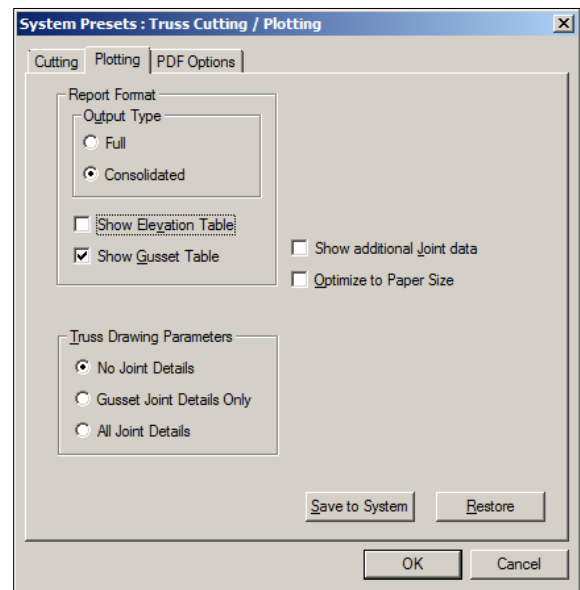 System Presets : Truss Cutting / Plotting
Cutting Plotting PDF Options
Report Format
Output Type
Full
Consolidated
Show Elevation Table
Show Gusset Table
Show additional Joint data
Optimize to Paper Size
Truss Drawing Parameters
No Joint Details
Gusset Joint Details Only
All Joint Details
Save to System Restore
OK Cancel